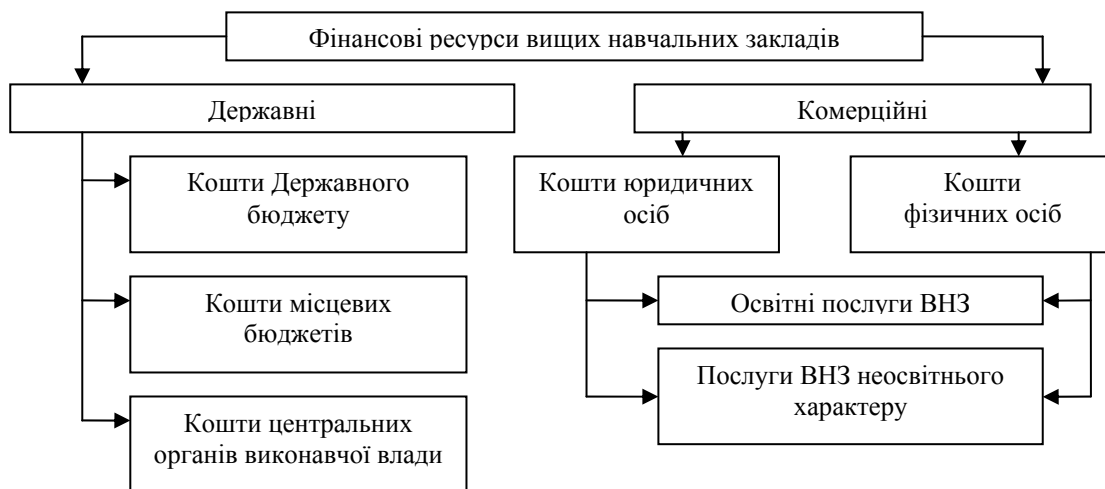 Фінансові ресурси вищих навчальних закладів
Державні
Комерційні
Кошти Державного
бюджету
Кошти місцевих
бюджетів
Кошти центральних
органів виконавчої влади
Кошти юридичних
осіб
Кошти
фізичних осіб
Освітні послуги ВНЗ
Послуги ВНЗ неосвітнього
характеру